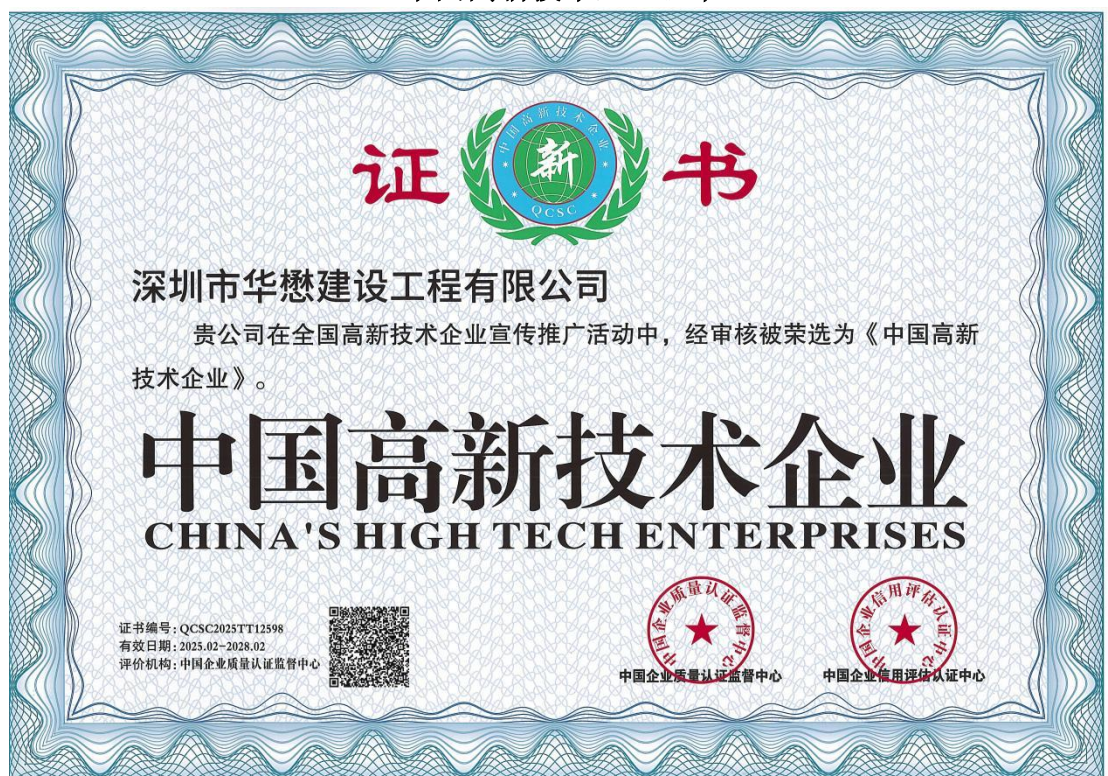 证书
中国高新技术企业
新
QCSC
深圳市华懋建设工程有限公司
贵公司在全国高新技术企业宣传推广活动中，经审核被荣选为《中国高新
技术企业》。
中国高新技术企业
CHINA'S HIGH TECH ENTERPRISES
证书编号：QCSC2025TT12598
有效日期：2025.02-2028.02
评价机构：中国企业质量认证监督中心
中国企业质量认证监督中心
中国企业信用评估认证中心
中国企业质量认证监督中心
中国企业信用评估认证中心